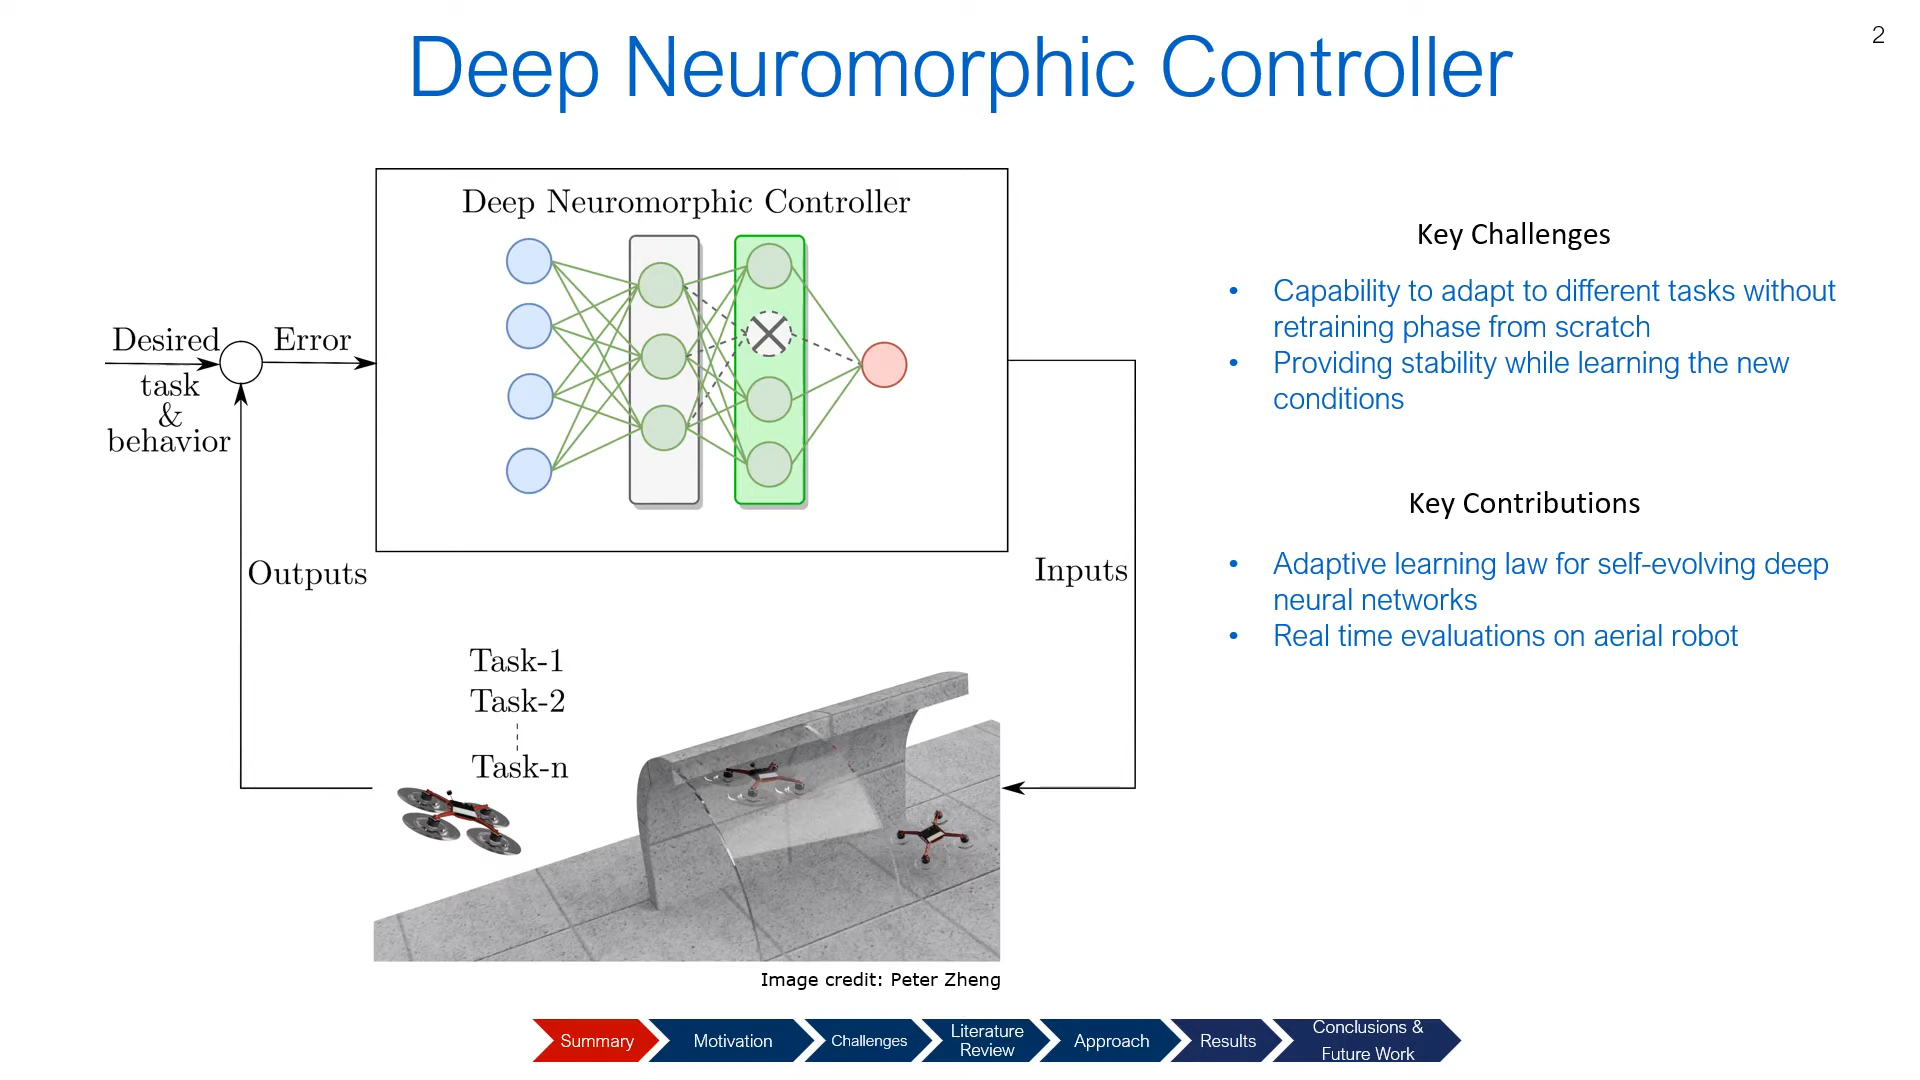 2
Deep Neuromorphic Controller
Deep Neuromorphic Controller
Desired
task
&
behavior
Error
Outputs
Inputs
Task-1
Task-2
Task-n
Image credit: Peter Zheng
Key Challenges
• Capability to adapt to different tasks without
retraining phase from scratch
• Providing stability while learning the new
conditions
Key Contributions
• Adaptive learning law for self-evolving deep
neural networks
• Real time evaluations on aerial robot
Summary
Motivation
Challenges
Literature
Review
Approach
Results
Conclusions &
Future Work